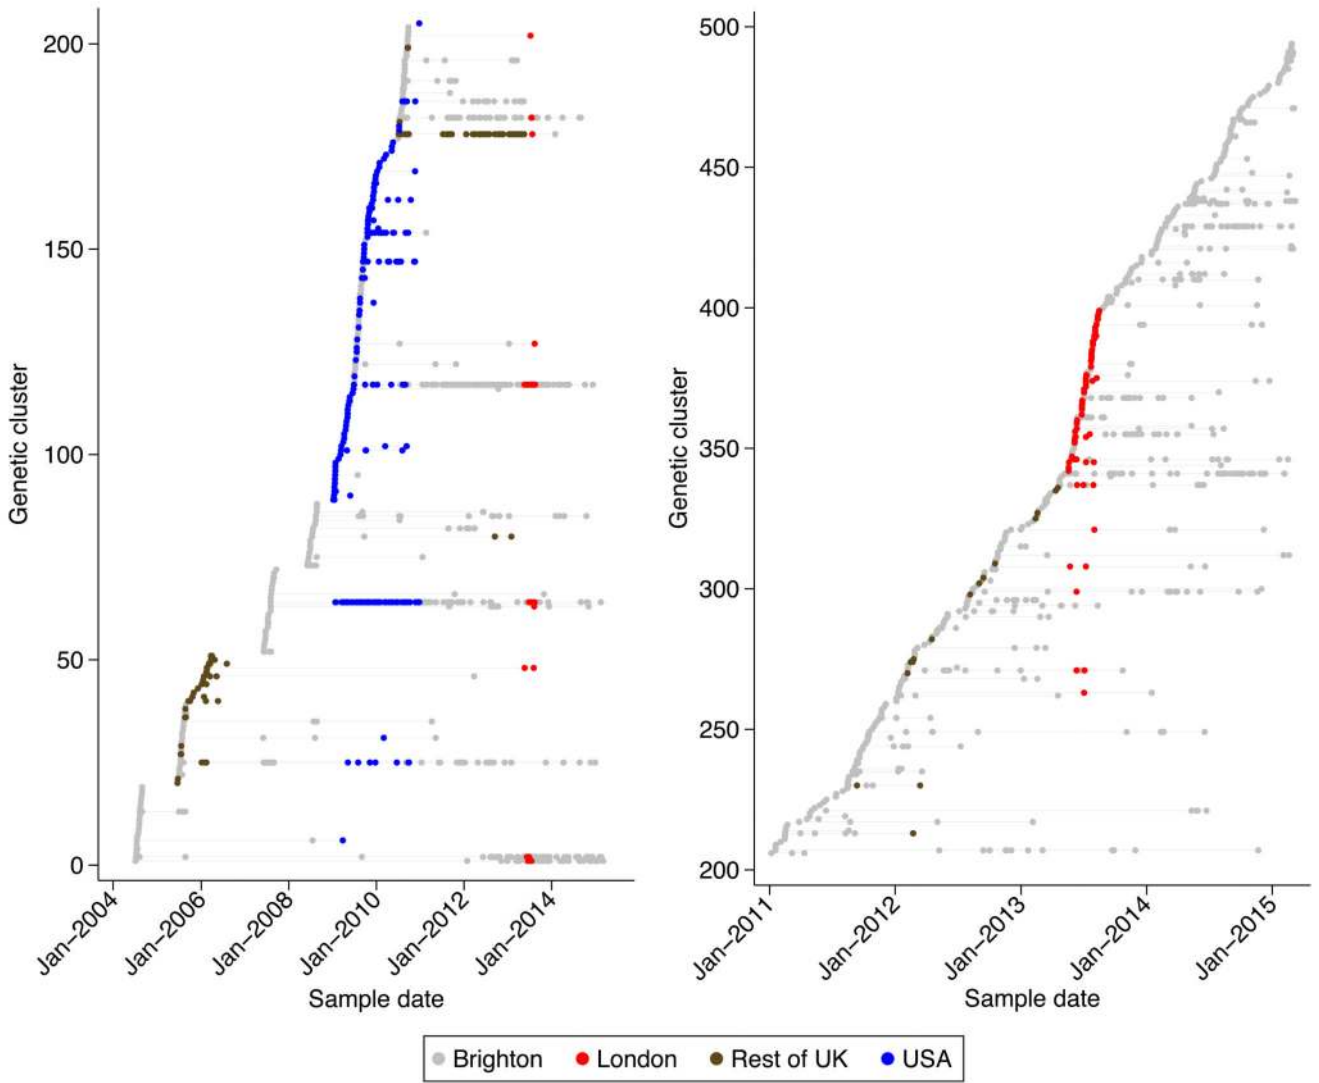 200
150
100
50
0
Genetic cluster
Jan–2004
Jan–2006
Jan–2008
Jan–2010
Jan–2012
Jan–2014
Sample date
500
450
400
350
300
250
200
Genetic cluster
Jan–2011
Jan–2012
Jan–2013
Jan–2014
Jan–2015
Sample date
Brighton London Rest of UK USA